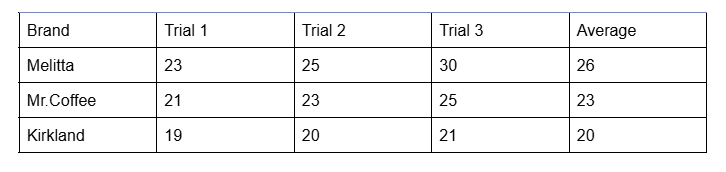 Brand Trial 1 Trial 2 Trial 3 Average
Melitta 23 25 30 26
Mr.Coffee 21 23 25 23
Kirkland 19 20 21 20